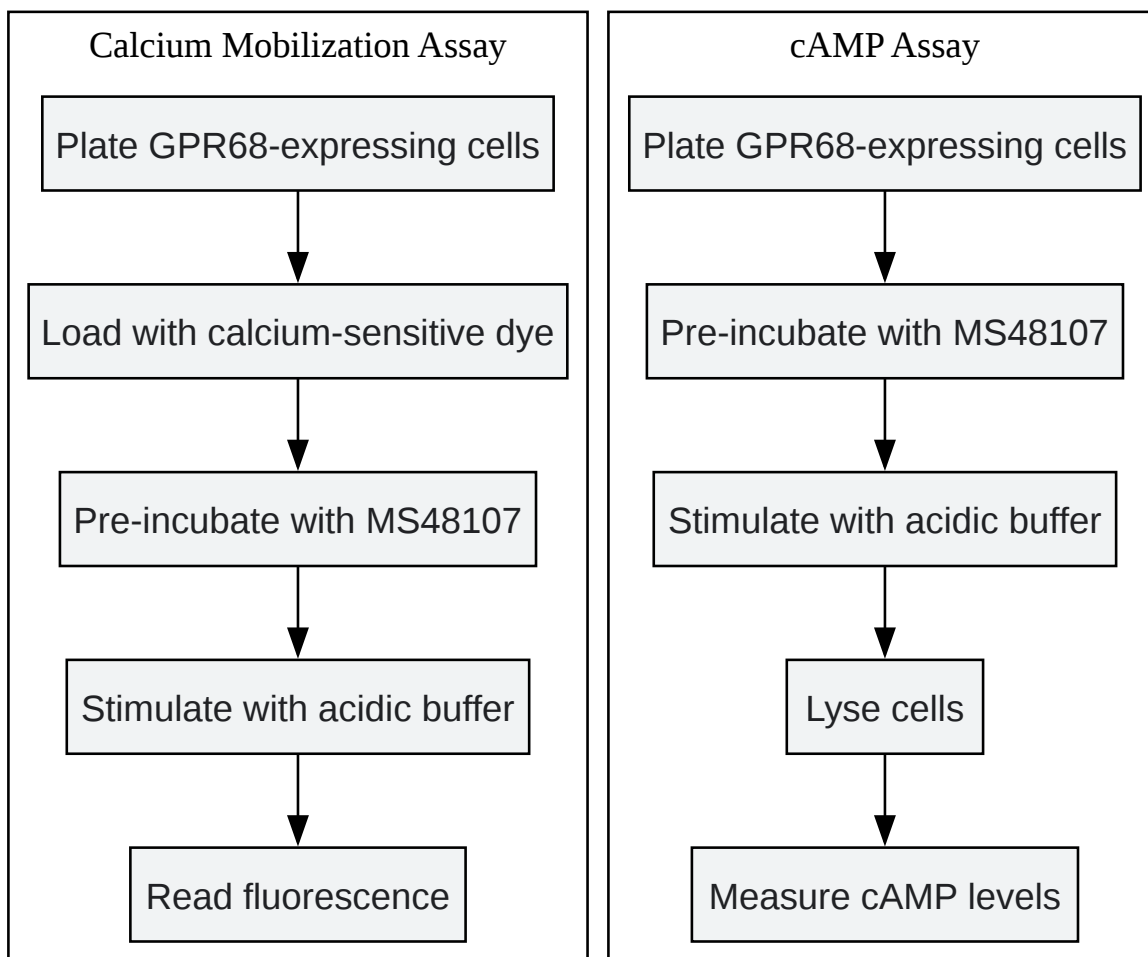 Calcium Mobilization Assay
Plate GPR68-expressing cells
Load with calcium-sensitive dye
Pre-incubate with MS48107
Stimulate with acidic buffer
Read fluorescence
cAMP Assay
Plate GPR68-expressing cells
Pre-incubate with MS48107
Stimulate with acidic buffer
Lyse cells
Measure cAMP levels